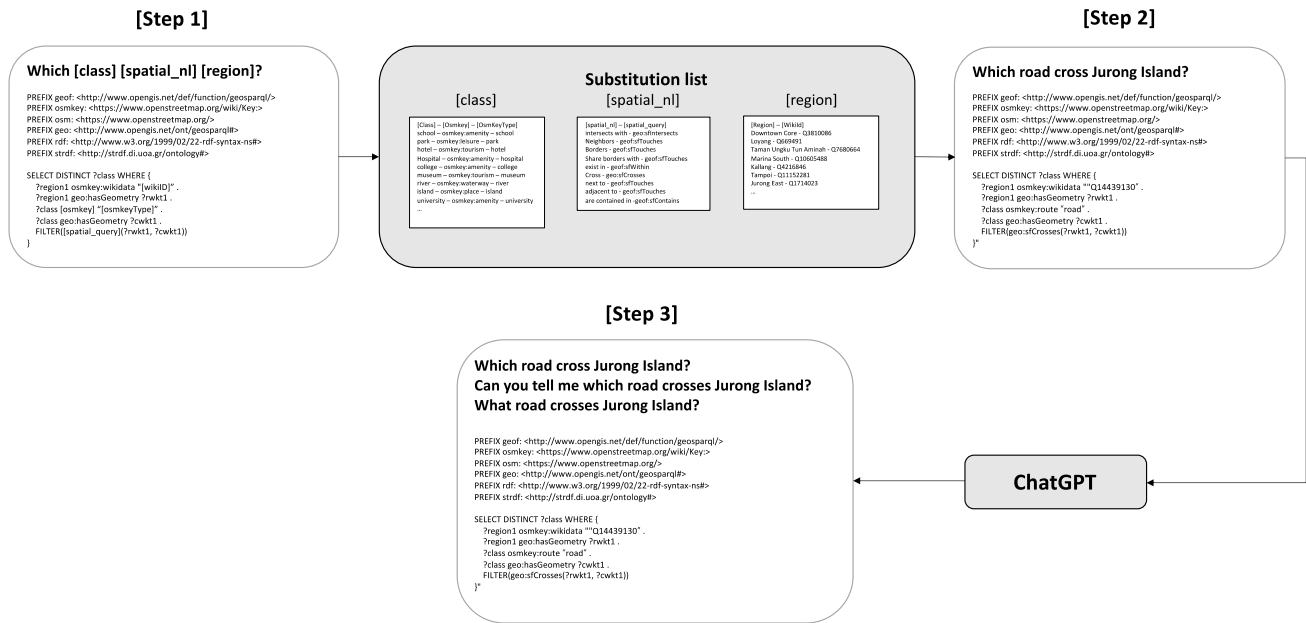 [Step 1]
Which [class] [spatial_nl] [region]?
PREFIX geof: <http://www.opengis.net/def/function/geosparql/>
PREFIX osmkey: <https://www.openstreetmap.org/wiki/Key:>
PREFIX osm: <https://www.openstreetmap.org/>
PREFIX geo: <http://www.opengis.net/ont/geosparql#>
PREFIX rdf: <http://www.w3.org/1999/02/22-rdf-syntax-ns#>
PREFIX strdf: <http://strdf.di.uoa.gr/ontology#>
SELECT DISTINCT ?class WHERE {
?region1 osmkey:wikidata "[wikiID]" .
?region1 geo:hasGeometry ?rwkt1 .
?class [osmkey] "[osmkeyType]" .
?class geo:hasGeometry ?cwkt1 .
FILTER([spatial_query](?rwkt1, ?cwkt1))
}
Substitution list
[class]
[Class] – [Osmkey] – [OsmKeyType]
school – osmkey:amenity – school
park – osmkey:leisure – park
hotel – osmkey:tourism – hotel
Hospital – osmkey:amenity – hospital
college – osmkey:amenity – college
museum – osmkey:tourism – museum
river – osmkey:waterway – river
island – osmkey:place – island
university – osmkey:amenity – university
...
[spatial_nl]
[spatial_nl] – [spatial_query]
intersects with - geo:sfIntersects
Neighbors - geof:sfTouches
Borders - geof:sfTouches
Share borders with - geof:sfTouches
exist in - geof:sfWithin
Cross - geo:sfCrosses
next to - geof:sfTouches
adjacent to - geof:sfTouches
are contained in -geof:sfContains
[region]
[Region] – [WikiId]
Downtown Core - Q3810086
Loyang - Q669491
Taman Ungku Tun Aminah - Q7680664
Marina South - Q10605488
Kallang - Q4216846
Tampoi - Q11152281
Jurong East - Q1714023
...
[Step 2]
Which road cross Jurong Island?
PREFIX geof: <http://www.opengis.net/def/function/geosparql/>
PREFIX osmkey: <https://www.openstreetmap.org/wiki/Key:>
PREFIX osm: <https://www.openstreetmap.org/>
PREFIX geo: <http://www.opengis.net/ont/geosparql#>
PREFIX rdf: <http://www.w3.org/1999/02/22-rdf-syntax-ns#>
PREFIX strdf: <http://strdf.di.uoa.gr/ontology#>
SELECT DISTINCT ?class WHERE {
?region1 osmkey:wikidata ""Q14439130" .
?region1 geo:hasGeometry ?rwkt1 .
?class osmkey:route "road" .
?class geo:hasGeometry ?cwkt1 .
FILTER(geo:sfCrosses(?rwkt1, ?cwkt1))
}"
[Step 3]
Which road cross Jurong Island?
Can you tell me which road crosses Jurong Island?
What road crosses Jurong Island?
PREFIX geof: <http://www.opengis.net/def/function/geosparql/>
PREFIX osmkey: <https://www.openstreetmap.org/wiki/Key:>
PREFIX osm: <https://www.openstreetmap.org/>
PREFIX geo: <http://www.opengis.net/ont/geosparql#>
PREFIX rdf: <http://www.w3.org/1999/02/22-rdf-syntax-ns#>
PREFIX strdf: <http://strdf.di.uoa.gr/ontology#>
SELECT DISTINCT ?class WHERE {
?region1 osmkey:wikidata ""Q14439130" .
?region1 geo:hasGeometry ?rwkt1 .
?class osmkey:route "road" .
?class geo:hasGeometry ?cwkt1 .
FILTER(geo:sfCrosses(?rwkt1, ?cwkt1))
}"
ChatGPT